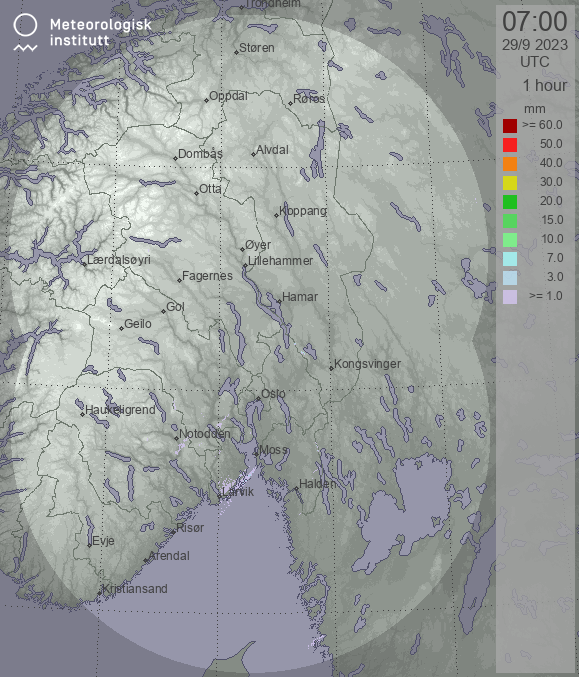 Trondheim
Meteorologisk
institutt
07:00
29/9 2023
UTC
1 hour
mm
>= 60.0
50.0
40.0
30.0
20.0
15.0
10.0
7.0
3.0
>= 1.0
Støren
Oppdal
Røros
Dombås
Alvdal
Otta
Koppang
Øyer
Lærdalsøyri
Lillehammer
Fagernes
Hamar
Gol
Geilo
Kongsvinger
Oslo
Haukeligrend
Notodden
Moss
Halden
Larvik
Risør
Evje
Arendal
Kristiansand